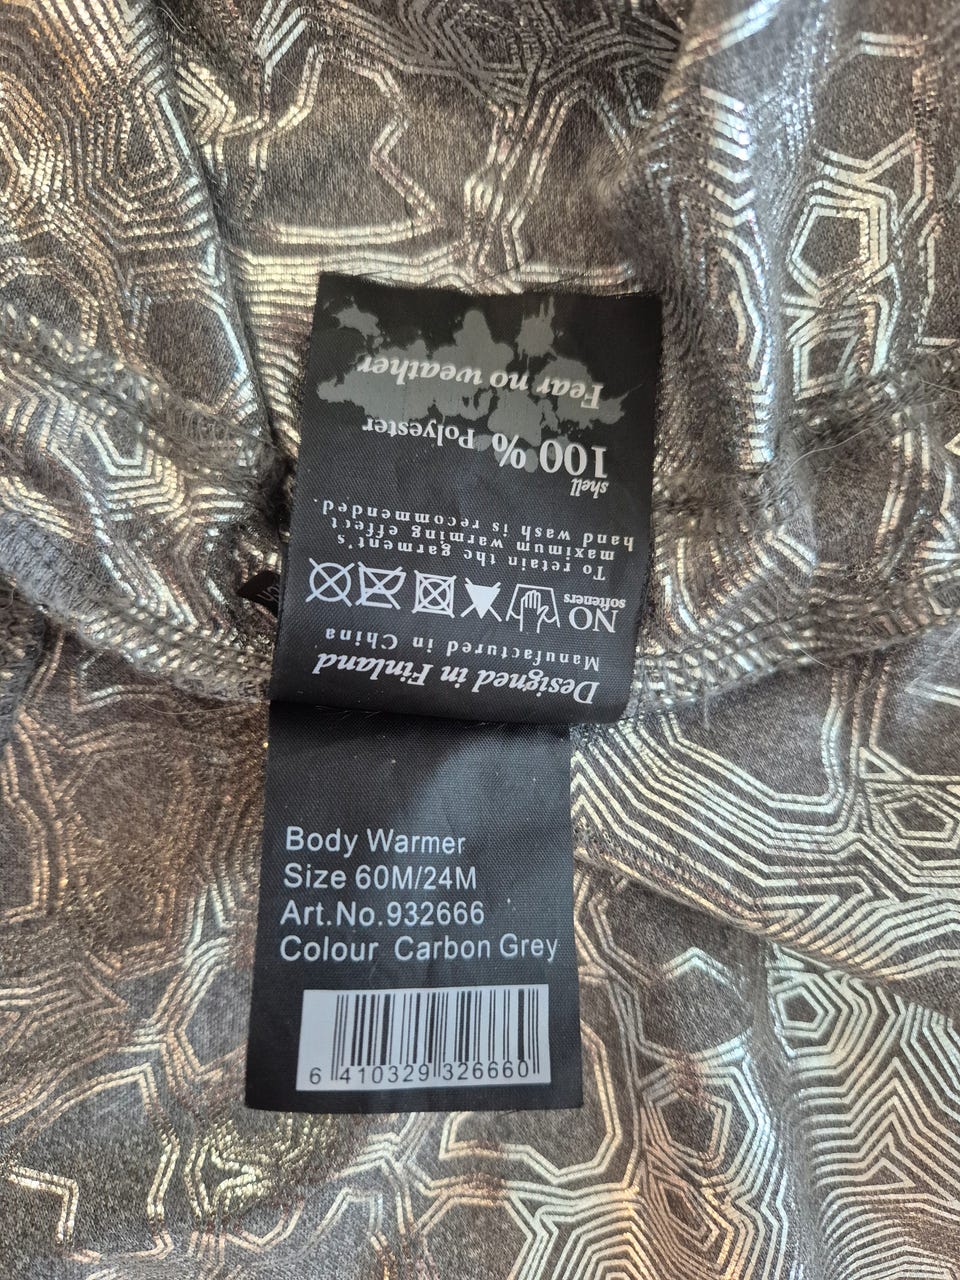 Designed in Finland
Manufactured in China
NO
softeners
To retain the garment's
maximum warming effect
hand wash is recommended.
shell
100 % Polyester
Fear no weather
Body Warmer
Size 60M/24M
Art.No.932666
Colour Carbon Grey
6 410329 326660